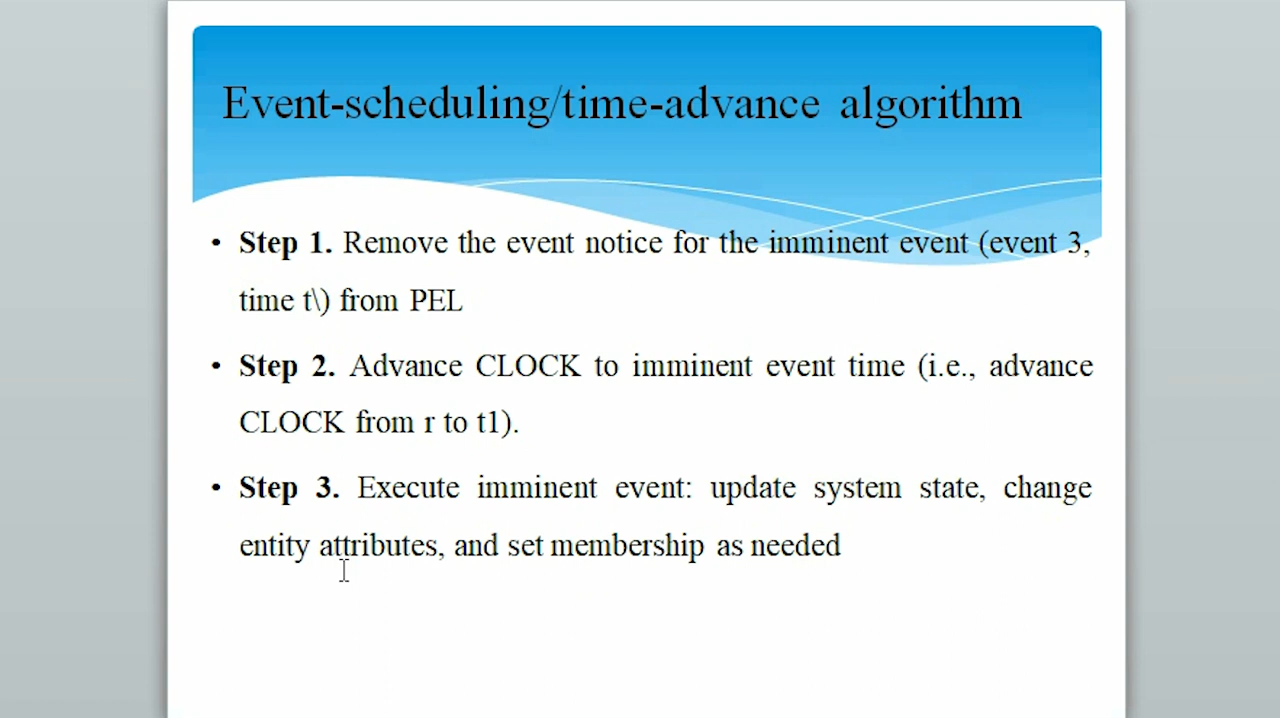 Event-scheduling/time-advance algorithm
• Step 1. Remove the event notice for the imminent event (event 3,
time t\) from PEL
• Step 2. Advance CLOCK to imminent event time (i.e., advance
CLOCK from r to t1).
• Step 3. Execute imminent event: update system state, change
entity attributes, and set membership as needed